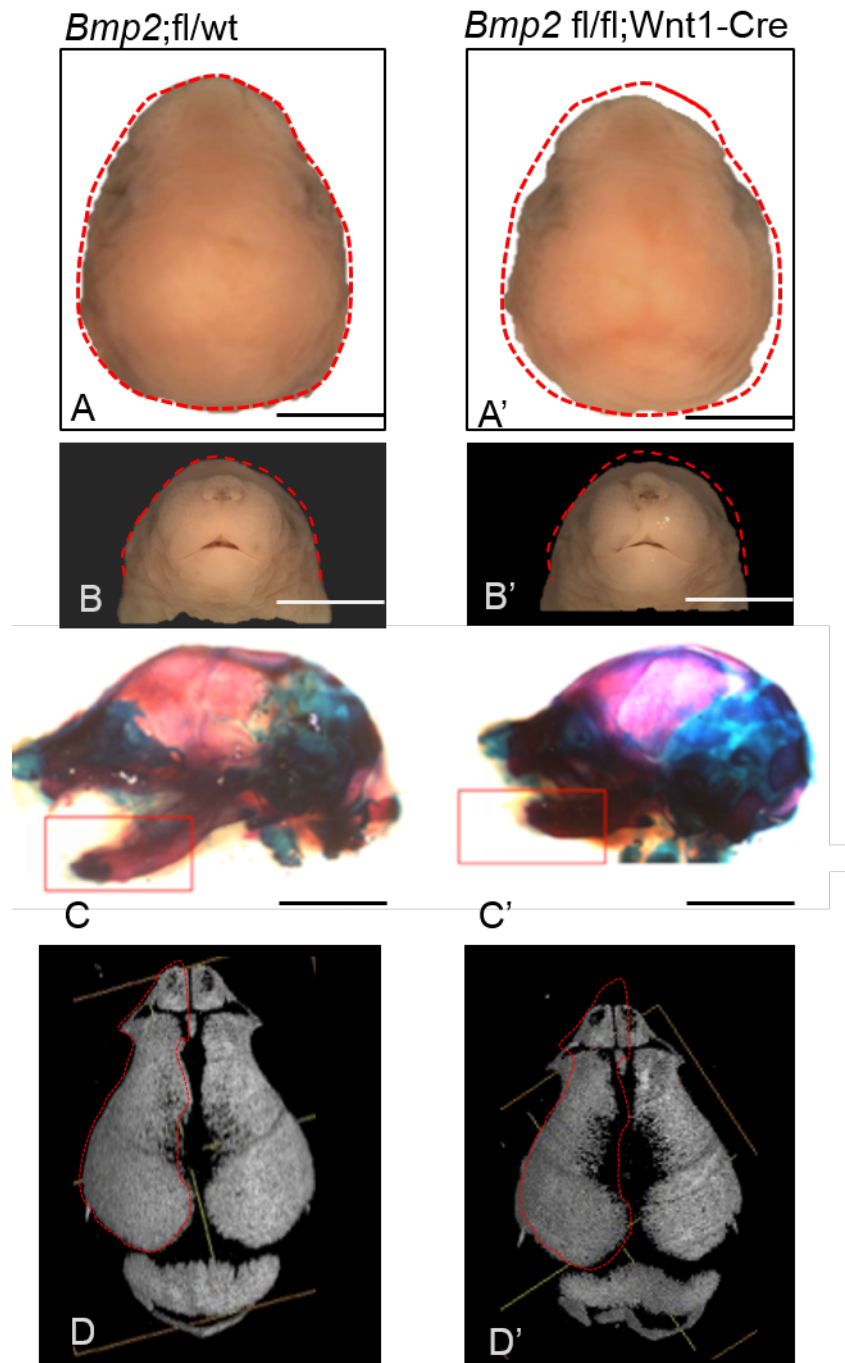 Bmp2;fl/wt
Bmp2 fl/fl;Wnt1-Cre
A
A’
B
B’
C
C’
D
D’